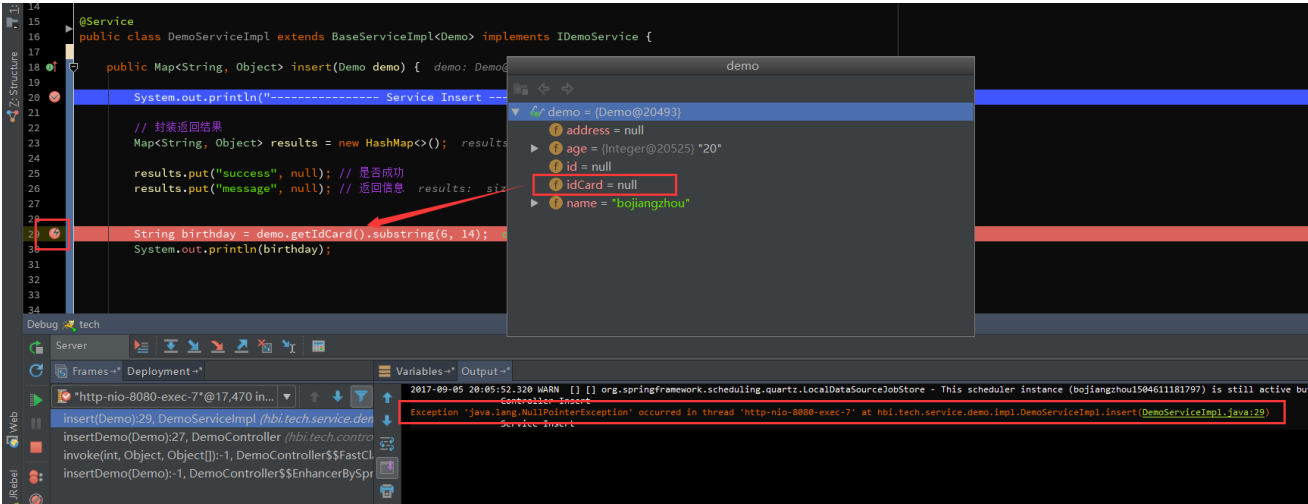 1:
14
15 @Service
16 public class DemoServiceImpl extends BaseServiceImpl<Demo> implements IDemoService {
17
18 public Map<String, Object> insert(Demo demo) { demo: Demo@
19
20 System.out.println("---------------- Service Insert ---
21
22 // 封装返回结果
23 Map<String, Object> results = new HashMap<>(); results
24
25 results.put("success", null); // 是否成功
26 results.put("message", null); // 返回信息 results: siz
27
28
29 String birthday = demo.getIdCard().substring(6, 14);
30 System.out.println(birthday);
31
32
33
34
Z: Structure
demo
demo = {Demo@20493}
address = null
age = {Integer@20525} "20"
id = null
idCard = null
name = "bojiangzhou"
Debug tech
Server
Frames Deployment
Variables Output
"http-nio-8080-exec-7"@17,470 in...
insert(Demo):29, DemoServiceImpl (hbi.tech.service.den
insertDemo(Demo):27, DemoController (hbi.tech.contro
invoke(int, Object, Object[]):-1, DemoController$$FastCl
insertDemo(Demo):-1, DemoController$$EnhancerBySpr
2017-09-05 20:05:52.320 WARN [] [] org.springframework.scheduling.quartz.LocalDataSourceJobStore - This scheduler instance (bojiangzhou1504611181797) is still active bu
Controller Insert
Exception 'java.lang.NullPointerException' occurred in thread 'http-nio-8080-exec-7' at hbi.tech.service.demo.impl.DemoServiceImpl.insert(DemoServiceImpl.java:29)
Service Insert
Web
JRebel